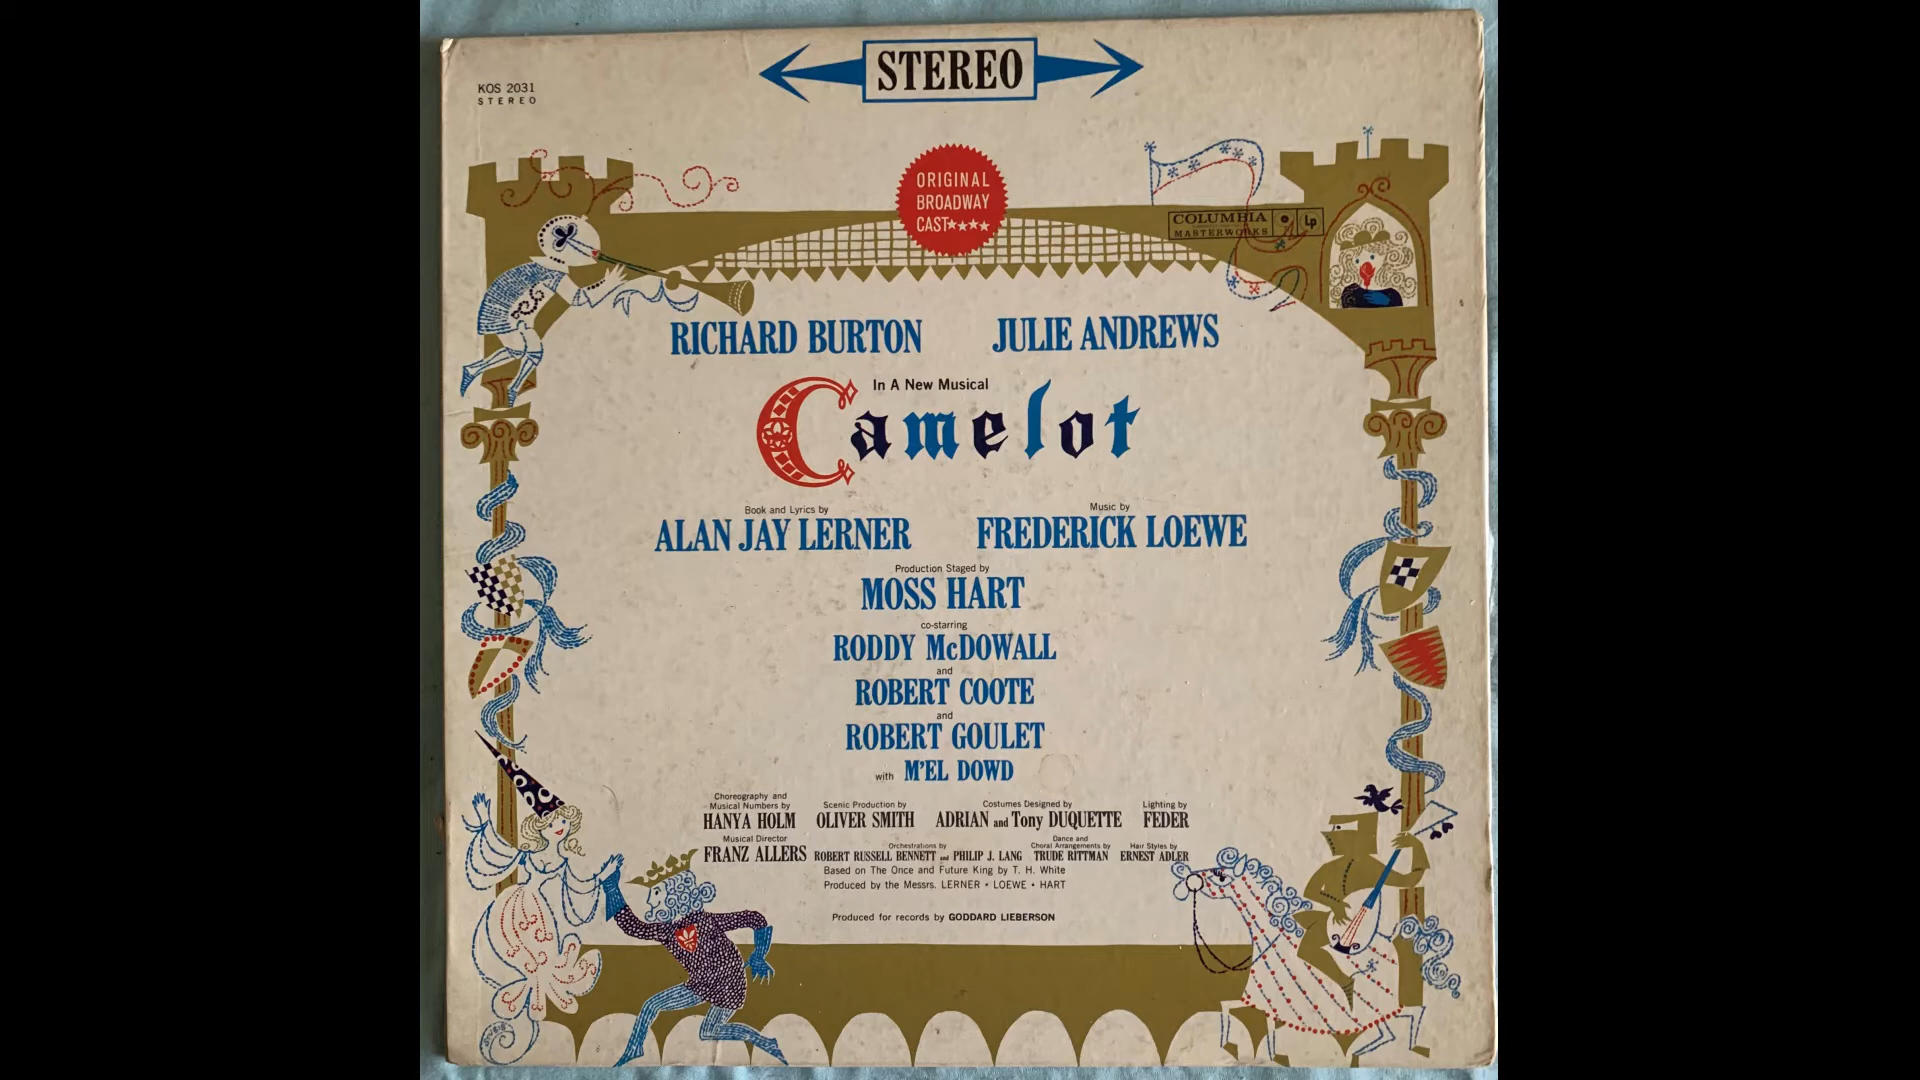 STEREO
KOS 2031
STEREO
ORIGINAL
BROADWAY
CAST★★★★
COLUMBIA
MASTERWORKS
Lp
RICHARD BURTON JULIE ANDREWS
In A New Musical
Camelot
Book and Lyrics by Music by
ALAN JAY LERNER FREDERICK LOEWE
Production Staged by
MOSS HART
co-starring
RODDY McDOWALL
and
ROBERT COOTE
and
ROBERT GOULET
with M'EL DOWD
Choreography and
Musical Numbers by Scenic Production by Costumes Designed by Lighting by
HANYA HOLM OLIVER SMITH ADRIAN and Tony DUQUETTE FEDER
Musical Director Orchestrations by Dance and Choral Arrangements by Hair Styles by
FRANZ ALLERS ROBERT RUSSELL BENNETT and PHILIP J. LANG TRUDE RITTMAN ERNEST ADLER
Based on The Once and Future King by T. H. White
Produced by the Messrs. LERNER • LOEWE • HART
Produced for records by GODDARD LIEBERSON